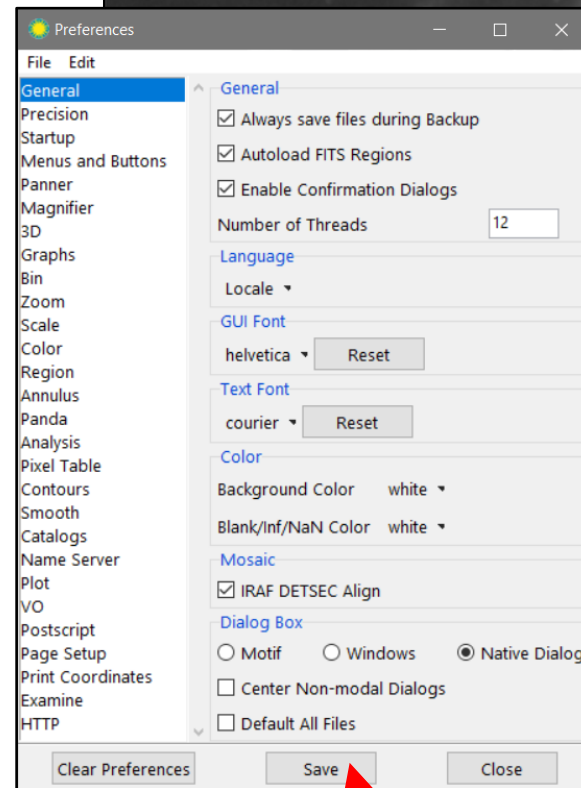 Preferences
File Edit
General
Precision
Startup
Menus and Buttons
Panner
Magnifier
3D
Graphs
Bin
Zoom
Scale
Color
Region
Annulus
Panda
Analysis
Pixel Table
Contours
Smooth
Catalogs
Name Server
Plot
VO
Postscript
Page Setup
Print Coordinates
Examine
HTTP
General
Always save files during Backup
Autoload FITS Regions
Enable Confirmation Dialogs
Number of Threads 12
Language
Locale
GUI Font
helvetica Reset
Text Font
courier Reset
Color
Background Color white
Blank/Inf/NaN Color white
Mosaic
IRAF DETSEC Align
Dialog Box
Motif Windows Native Dialog
Center Non-modal Dialogs
Default All Files
Clear Preferences Save Close